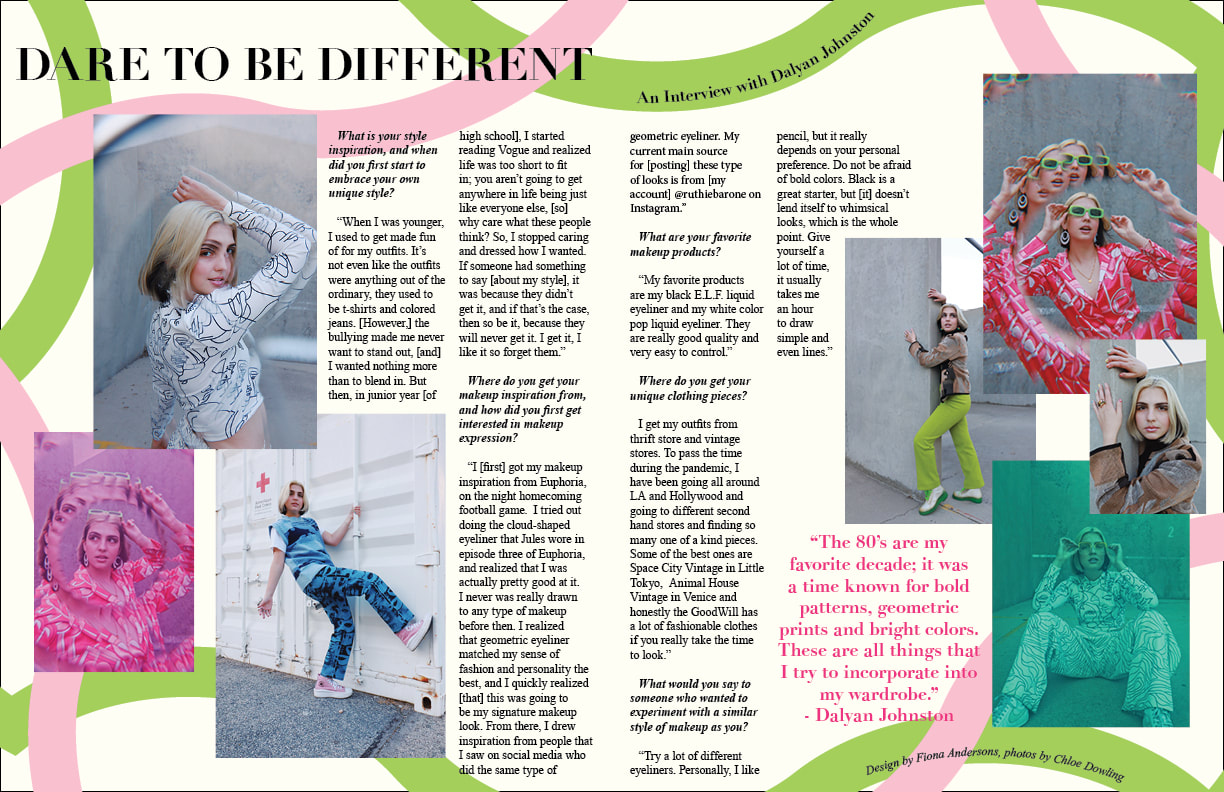 DARE TO BE DIFFERENT
An Interview with Dalyan Johnston
What is your style
inspiration, and when
did you first start to
embrace your own
unique style?
“When I was younger,
I used to get made fun
of for my outfits. It’s
not even like the outfits
were anything out of the
ordinary, they used to
be t-shirts and colored
jeans. [However,] the
bullying made me never
want to stand out, [and]
I wanted nothing more
than to blend in. But
then, in junior year [of
high school], I started
reading Vogue and realized
life was too short to fit
in; you aren’t going to get
anywhere in life being just
like everyone else, [so]
why care what these people
think? So, I stopped caring
and dressed how I wanted.
If someone had something
to say [about my style], it
was because they didn’t
get it, and if that’s the case,
then so be it, because they
will never get it. I get it, I
like it so forget them.”
Where do you get your
makeup inspiration from,
and how did you first get
interested in makeup
expression?
“I [first] got my makeup
inspiration from Euphoria,
on the night homecoming
football game. I tried out
doing the cloud-shaped
eyeliner that Jules wore in
episode three of Euphoria,
and realized that I was
actually pretty good at it.
I never was really drawn
to any type of makeup
before then. I realized
that geometric eyeliner
matched my sense of
fashion and personality the
best, and I quickly realized
[that] this was going to
be my signature makeup
look. From there, I drew
inspiration from people that
I saw on social media who
did the same type of
geometric eyeliner. My
current main source
for [posting] these type
of looks is from [my
account] @ruthiebarone on
Instagram.”
What are your favorite
makeup products?
“My favorite products
are my black E.L.F. liquid
eyeliner and my white color
pop liquid eyeliner. They
are really good quality and
very easy to control.”
Where do you get your
unique clothing pieces?
I get my outfits from
thrift store and vintage
stores. To pass the time
during the pandemic, I
have been going all around
LA and Hollywood and
going to different second
hand stores and finding so
many one of a kind pieces.
Some of the best ones are
Space City Vintage in Little
Tokyo, Animal House
Vintage in Venice and
honestly the GoodWill has
a lot of fashionable clothes
if you really take the time
to look.”
What would you say to
someone who wanted to
experiment with a similar
style of makeup as you?
“Try a lot of different
eyeliners. Personally, I like
pencil, but it really
depends on your personal
preference. Do not be afraid
of bold colors. Black is a
great starter, but [it] doesn’t
lend itself to whimsical
looks, which is the whole
point. Give
yourself a
lot of time,
it usually
takes me
an hour
to draw
simple and
even lines.”
“The 80’s are my
favorite decade; it was
a time known for bold
patterns, geometric
prints and bright colors.
These are all things that
I try to incorporate into
my wardrobe.”
- Dalyan Johnston
Design by Fiona Andersons, photos by Chloe Dowling